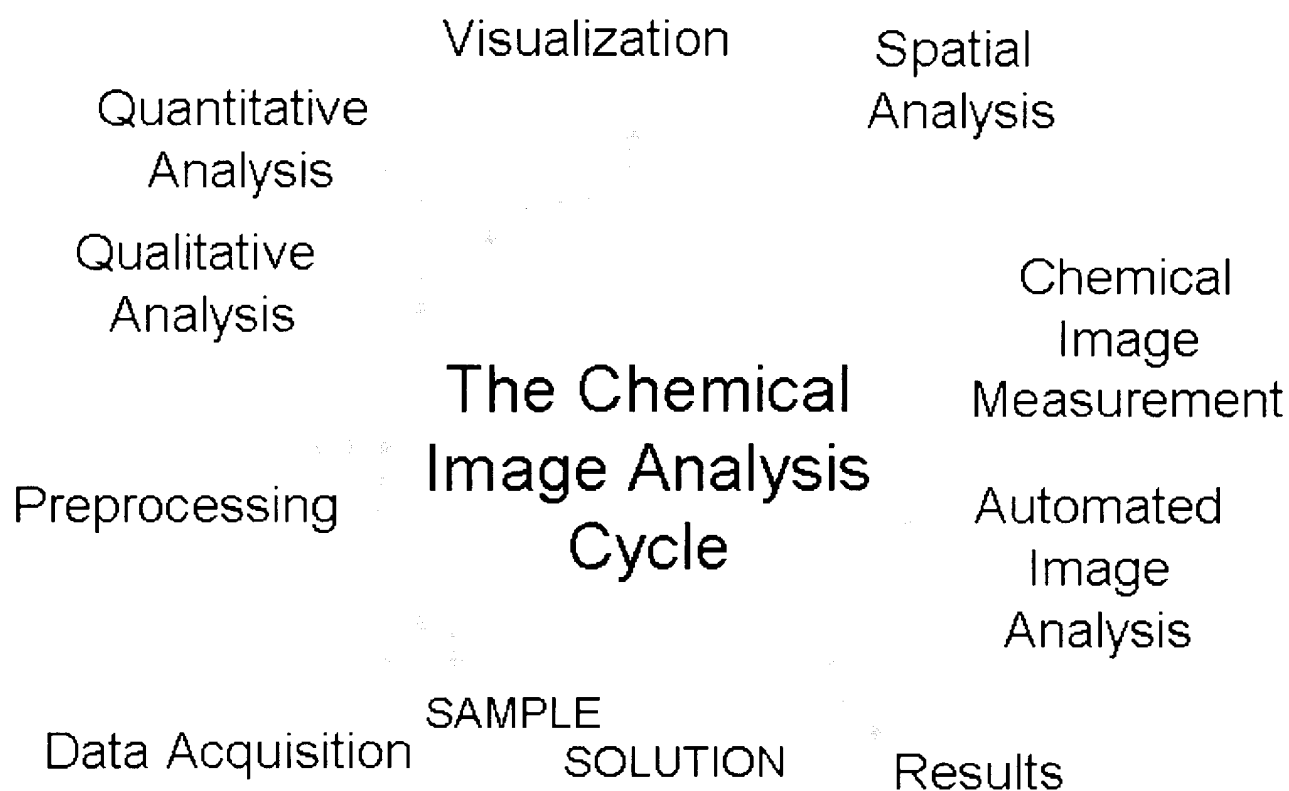 Visualization
Spatial
Analysis
Quantitative
Analysis
Qualitative
Analysis
Chemical
Image
Measurement
The Chemical
Image Analysis
Cycle
Preprocessing
Automated
Image
Analysis
SAMPLE
SOLUTION
Data Acquisition
Results